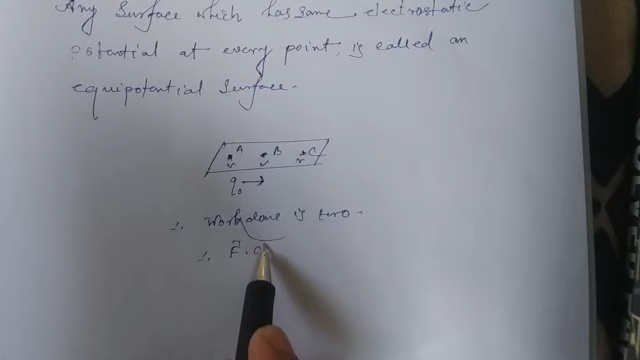 Any surface which has same electrostatic
potential at every point, is called an
equipotential surface.
A B C
V V V
q₀ →
∴ Workdone is zero.
∴ F⃗ . d